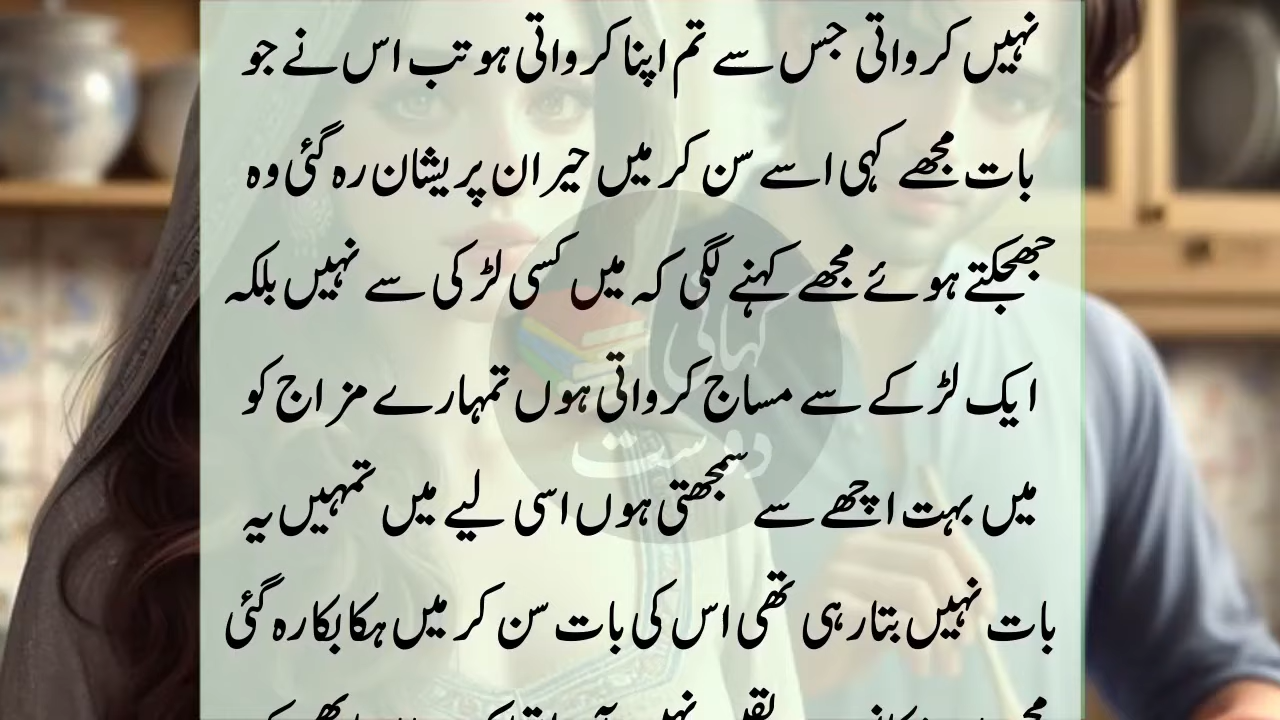 نہیں کرواتی جس سے تم اپنا کرواتی ہو تب اس نے جو
بات مجھے کہی اسے سن کر میں حیران پریشان رہ گئی وہ
جھجکتے ہوئے مجھے کہنے لگی کہ میں کسی لڑکی سے نہیں بلکہ
ایک لڑکے سے مساج کرواتی ہوں تمہارے مزاج کو
میں بہت اچھے سے سمجھتی ہوں اسی لیے میں تمہیں یہ
بات نہیں بتا رہی تھی اس کی بات سن کر میں ہکا بکا رہ گئی
کہانی
دوست